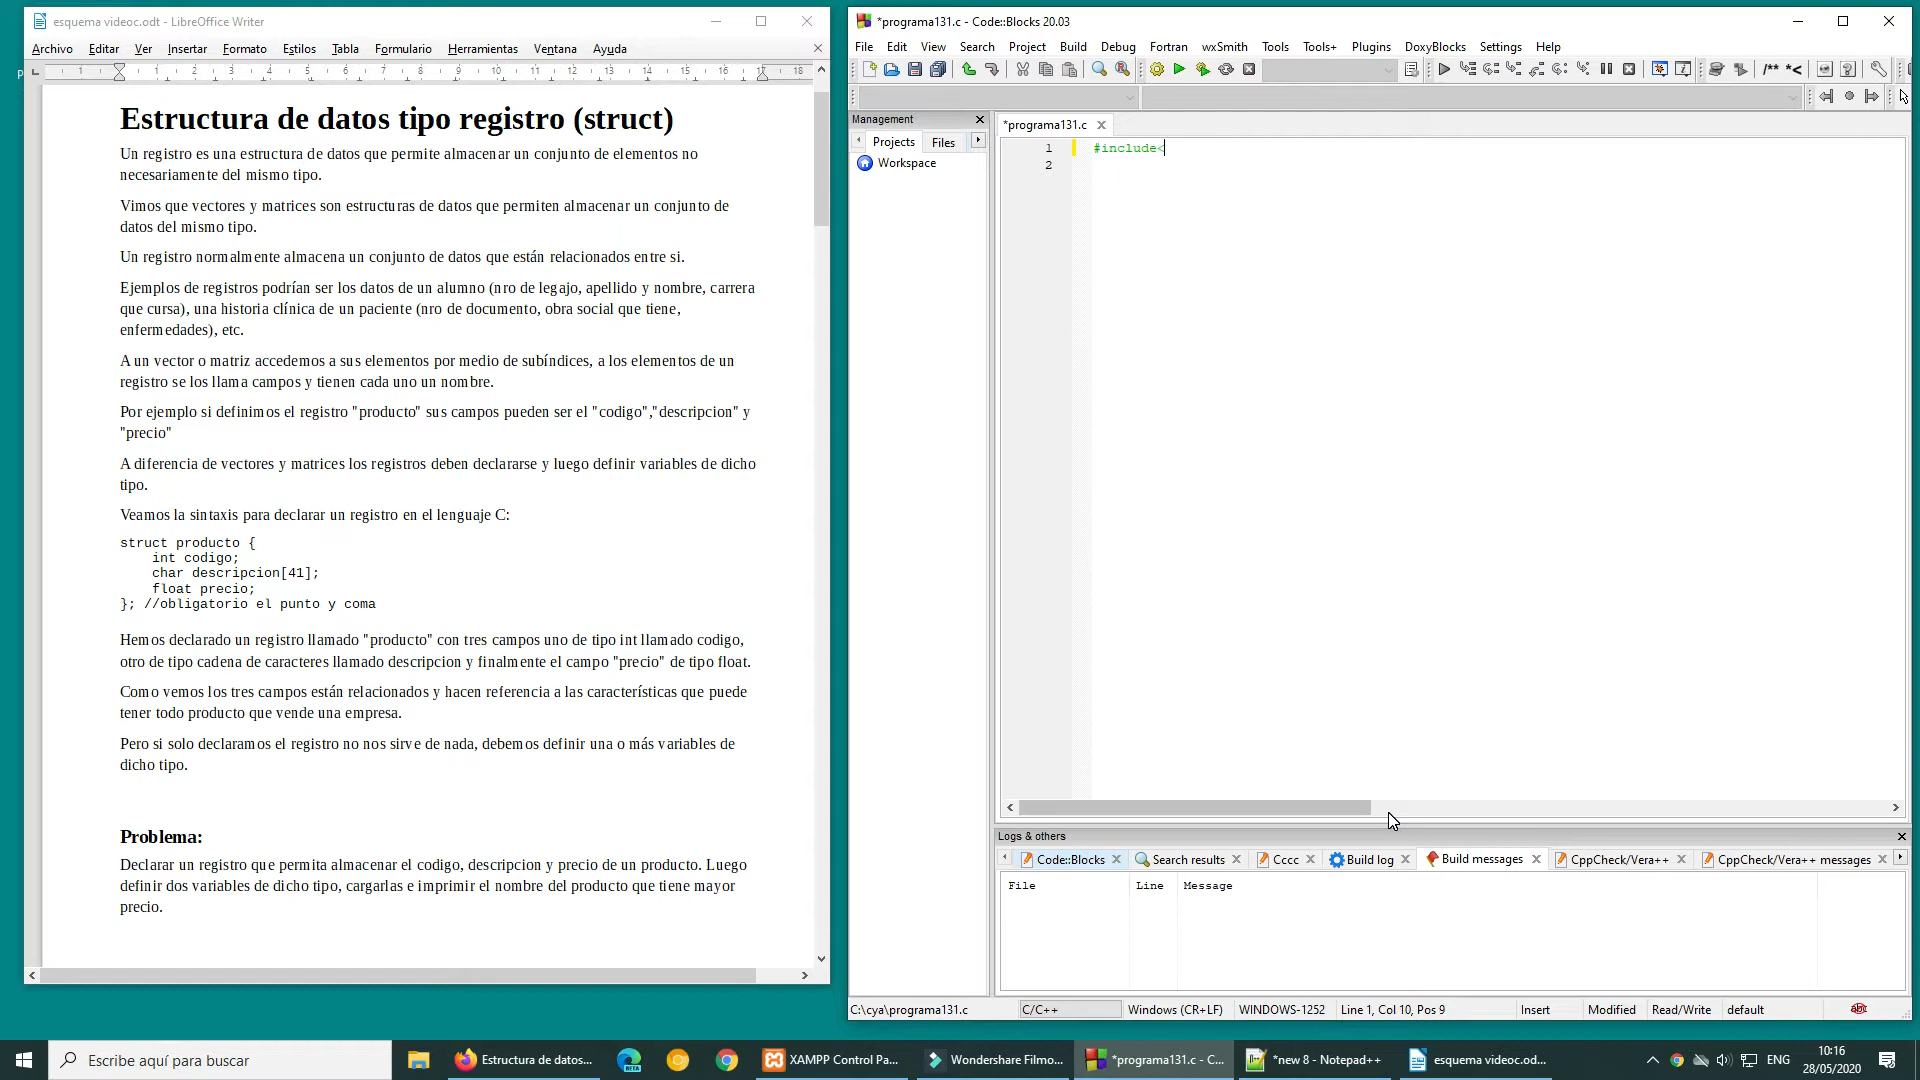 esquema videoc.odt - LibreOffice Writer
Archivo Editar Ver Insertar Formato Estilos Tabla Formulario Herramientas Ventana Ayuda
1 1 2 3 4 5 6 7 8 9 10 11 12 13 14 15 16 17 18
Estructura de datos tipo registro (struct)
Un registro es una estructura de datos que permite almacenar un conjunto de elementos no
necesariamente del mismo tipo.
Vimos que vectores y matrices son estructuras de datos que permiten almacenar un conjunto de
datos del mismo tipo.
Un registro normalmente almacena un conjunto de datos que están relacionados entre si.
Ejemplos de registros podrían ser los datos de un alumno (nro de legajo, apellido y nombre, carrera
que cursa), una historia clínica de un paciente (nro de documento, obra social que tiene,
enfermedades), etc.
A un vector o matriz accedemos a sus elementos por medio de subíndices, a los elementos de un
registro se los llama campos y tienen cada uno un nombre.
Por ejemplo si definimos el registro "producto" sus campos pueden ser el "codigo","descripcion" y
"precio"
A diferencia de vectores y matrices los registros deben declararse y luego definir variables de dicho
tipo.
Veamos la sintaxis para declarar un registro en el lenguaje C:
struct producto {
int codigo;
char descripcion[41];
float precio;
}; //obligatorio el punto y coma
Hemos declarado un registro llamado "producto" con tres campos uno de tipo int llamado codigo,
otro de tipo cadena de caracteres llamado descripcion y finalmente el campo "precio" de tipo float.
Como vemos los tres campos están relacionados y hacen referencia a las características que puede
tener todo producto que vende una empresa.
Pero si solo declaramos el registro no nos sirve de nada, debemos definir una o más variables de
dicho tipo.
Problema:
Declarar un registro que permita almacenar el codigo, descripcion y precio de un producto. Luego
definir dos variables de dicho tipo, cargarlas e imprimir el nombre del producto que tiene mayor
precio.
*programa131.c - Code::Blocks 20.03
File Edit View Search Project Build Debug Fortran wxSmith Tools Tools+ Plugins DoxyBlocks Settings Help
/** *<
Management
Projects Files
Workspace
*programa131.c
1 #include<
2
Logs & others
Code::Blocks Search results Cccc Build log Build messages CppCheck/Vera++ CppCheck/Vera++ messages
File Line Message
C:\cya\programa131.c C/C++ Windows (CR+LF) WINDOWS-1252 Line 1, Col 10, Pos 9 Insert Modified Read/Write default
Escribe aquí para buscar
Estructura de datos... XAMPP Control Pa... Wondershare Filmo... *programa131.c - C... *new 8 - Notepad++ esquema videoc.od... ENG
10:16
28/05/2020